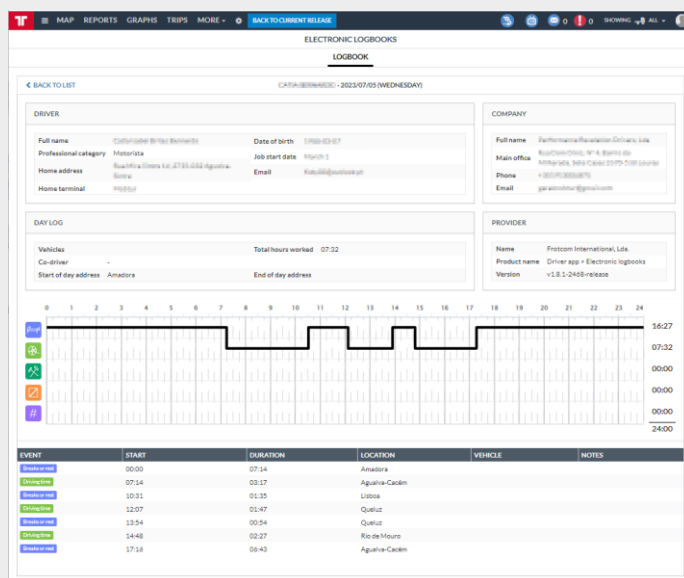 MAP REPORTS GRAPHS TRIPS MORE BACK TO CURRENT RELEASE 0 0 SHOWING ALL
ELECTRONIC LOGBOOKS
LOGBOOK
BACK TO LIST
- 2023/07/05 (WEDNESDAY)
DRIVER
Full name
Date of birth
Professional category Motorista
Job start date
Home address
Email
Home terminal
COMPANY
Full name
Main office
Phone
Email
DAY LOG
Vehicles
Total hours worked 07:32
Co-driver -
Start of day address Amadora
End of day address
PROVIDER
Name Frotcom International, Lda.
Product name Driver app + Electronic logbooks
Version v1.8.1-2468-release
0 1 2 3 4 5 6 7 8 9 10 11 12 13 14 15 16 17 18 19 20 21 22 23 24
16:27
07:32
00:00
00:00
#
00:00
24:00
EVENT START DURATION LOCATION VEHICLE NOTES
Breaks or rest 00:00 07:14 Amadora
Driving time 07:14 03:17 Agualva-Cacém
Breaks or rest 10:31 01:35 Lisboa
Driving time 12:07 01:47 Queluz
Breaks or rest 13:54 00:54 Queluz
Driving time 14:48 02:27 Rio de Mouro
Breaks or rest 17:16 06:43 Agualva-Cacém